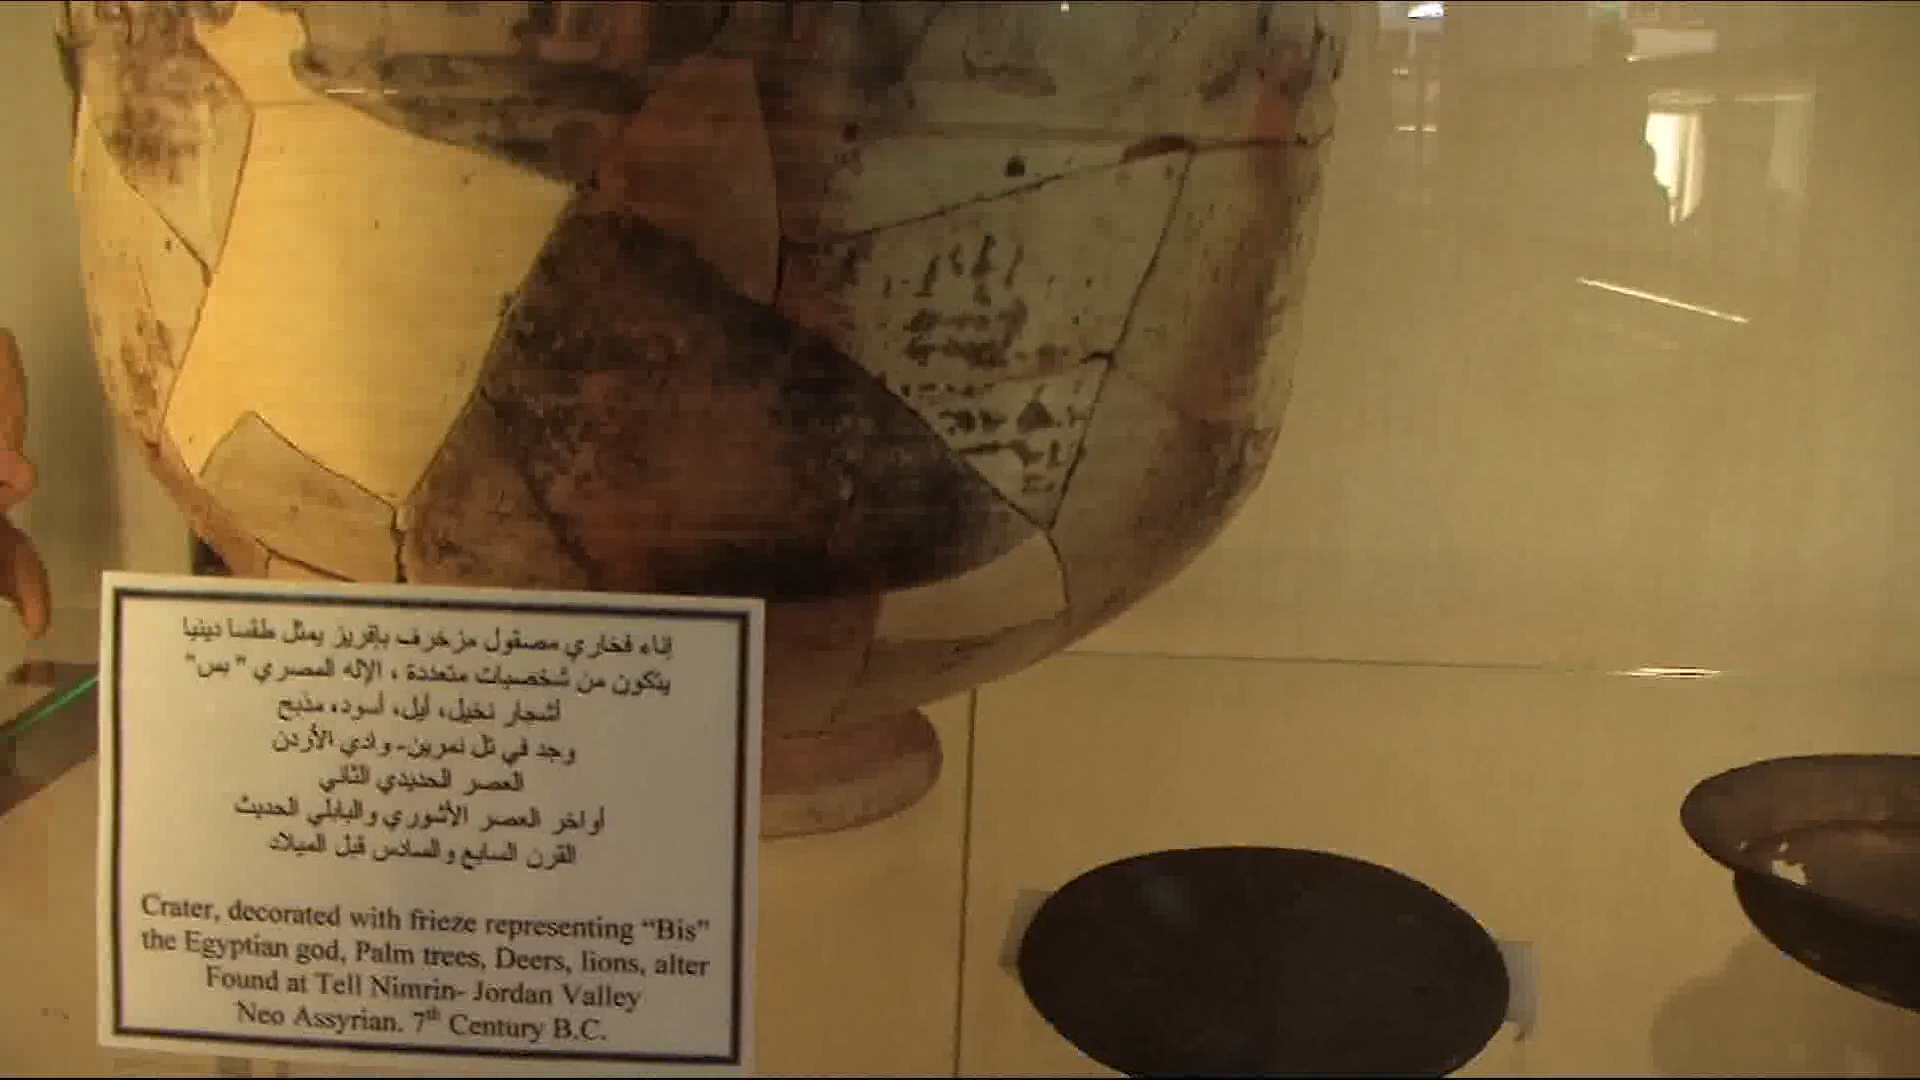 إناء فخاري مصقول مزخرف بإفريز يمثل طقسا دينيا
يتكون من شخصيات متعددة ، الإله المصري "بس"
أشجار نخيل، أيل، أسود، مذبح
وجد في تل نمرين- وادي الأردن
العصر الحديدي الثاني
أواخر العصر الأشوري والبابلي الحديث
القرن السابع والسادس قبل الميلاد
Crater, decorated with frieze representing “Bis”
the Egyptian god, Palm trees, Deers, lions, alter
Found at Tell Nimrin- Jordan Valley
Neo Assyrian. 7th Century B.C.